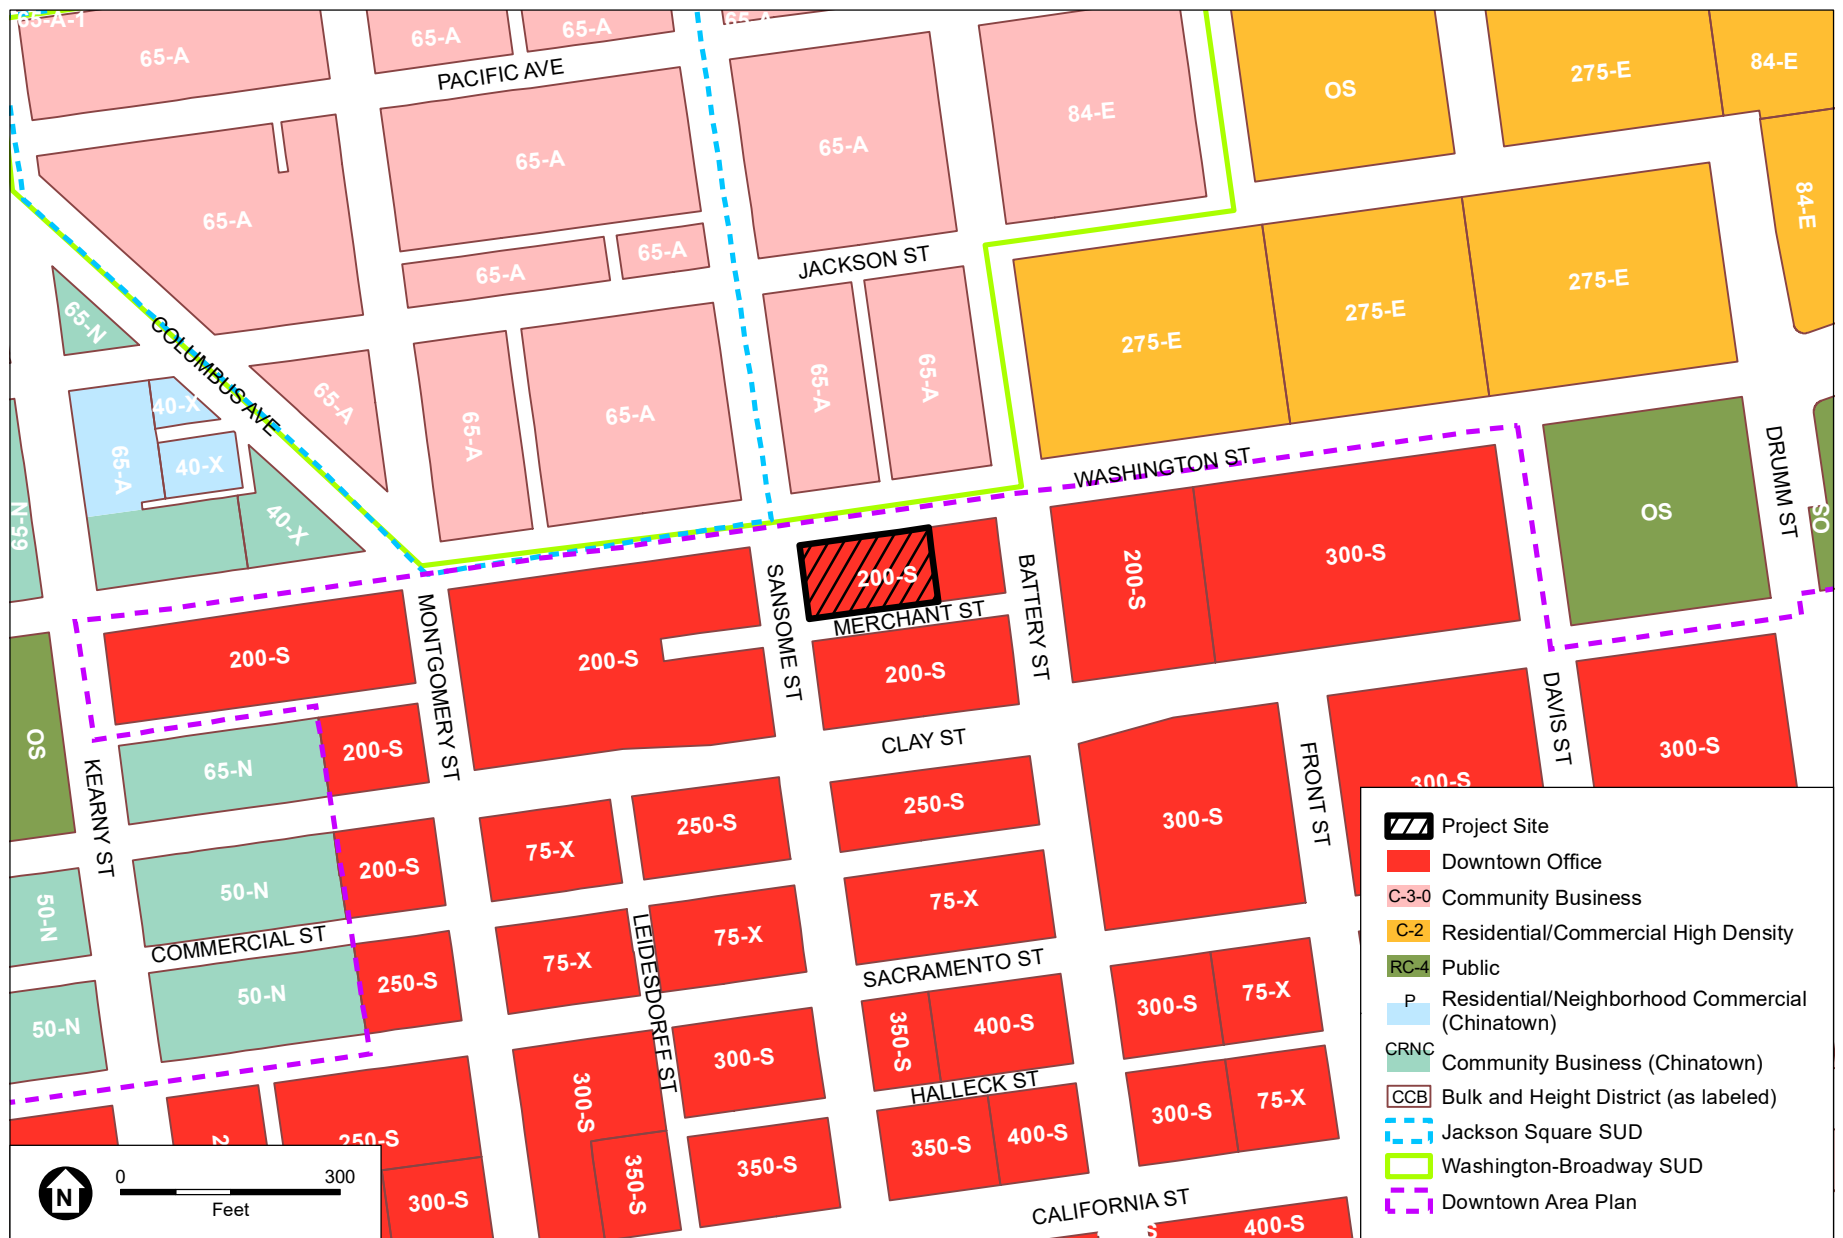 65-A-1
65-A
65-A
65-A
65-A
PACIFIC AVE
OS
275-E
84-E
65-A
65-A
84-E
65-A
84-E
65-A
65-A
JACKSON ST
275-E
65-N
COLUMBUS AVE
275-E
275-E
40-X
65-A
65-A
65-A
65-A
65-A
65-A
40-X
WASHINGTON ST
DRUMM ST
65-N
40-X
OS
OS
200-S
300-S
SANSOME ST
200-S
BATTERY ST
MERCHANT ST
MONTGOMERY ST
200-S
200-S
200-S
OS
DAVIS ST
KEARNY ST
65-N
200-S
CLAY ST
FRONT ST
300-S
300-S
250-S
250-S
300-S
75-X
200-S
50-N
50-N
75-X
LEIDESDORFF ST
75-X
75-X
COMMERCIAL ST
SACRAMENTO ST
50-N
250-S
50-N
350-S
400-S
300-S
75-X
300-S
300-S
HALLECK ST
300-S
75-X
2
250-S
350-S
350-S
350-S
400-S
300-S
CALIFORNIA ST
S
400-S
Project Site
Downtown Office
C-3-0 Community Business
C-2 Residential/Commercial High Density
RC-4 Public
P Residential/Neighborhood Commercial
(Chinatown)
CRNC Community Business (Chinatown)
CCB Bulk and Height District (as labeled)
Jackson Square SUD
Washington-Broadway SUD
Downtown Area Plan
N
0 300
Feet